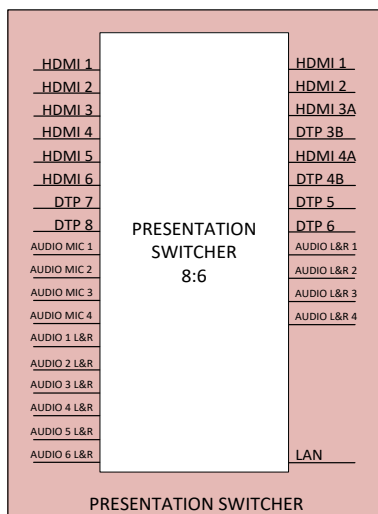 HDMI 1
HDMI 2
HDMI 3
HDMI 4
HDMI 5
HDMI 6
DTP 7
DTP 8
AUDIO MIC 1
AUDIO MIC 2
AUDIO MIC 3
AUDIO MIC 4
AUDIO 1 L&R
AUDIO 2 L&R
AUDIO 3 L&R
AUDIO 4 L&R
AUDIO 5 L&R
AUDIO 6 L&R
PRESENTATION
SWITCHER
8:6
HDMI 1
HDMI 2
HDMI 3A
DTP 3B
HDMI 4A
DTP 4B
DTP 5
DTP 6
AUDIO L&R 1
AUDIO L&R 2
AUDIO L&R 3
AUDIO L&R 4
LAN
PRESENTATION SWITCHER